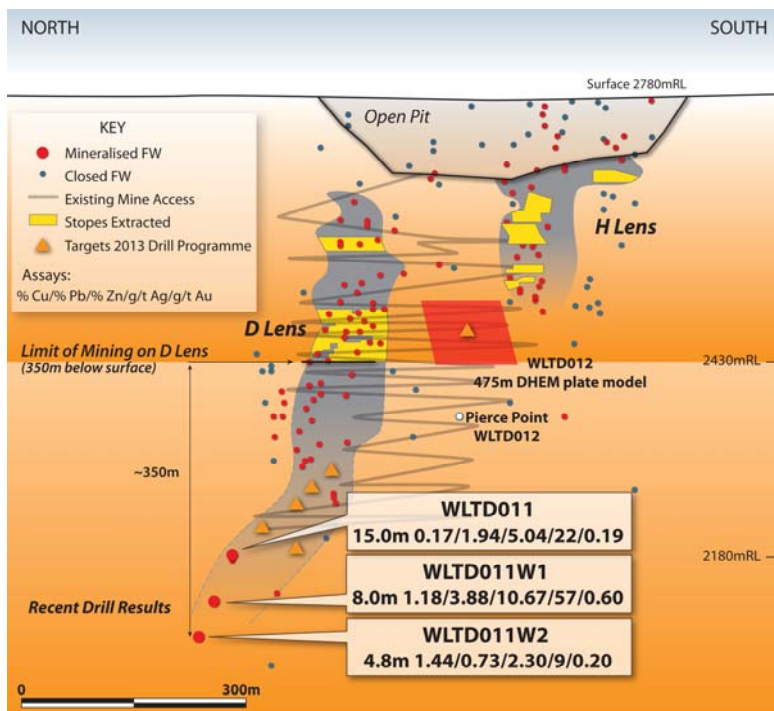 NORTH
SOUTH
Surface 2780mRL
Open Pit
KEY
Mineralised FW
Closed FW
Existing Mine Access
Stopes Extracted
Targets 2013 Drill Programme
Assays:
% Cu/% Pb/% Zn/g/t Ag/g/t Au
H Lens
D Lens
Limit of Mining on D Lens
(350m below surface)
WLTD012
475m DHEM plate model
2430mRL
Pierce Point
WLTD012
~350m
WLTD011
15.0m 0.17/1.94/5.04/22/0.19
2180mRL
WLTD011W1
8.0m 1.18/3.88/10.67/57/0.60
Recent Drill Results
WLTD011W2
4.8m 1.44/0.73/2.30/9/0.20
0 300m